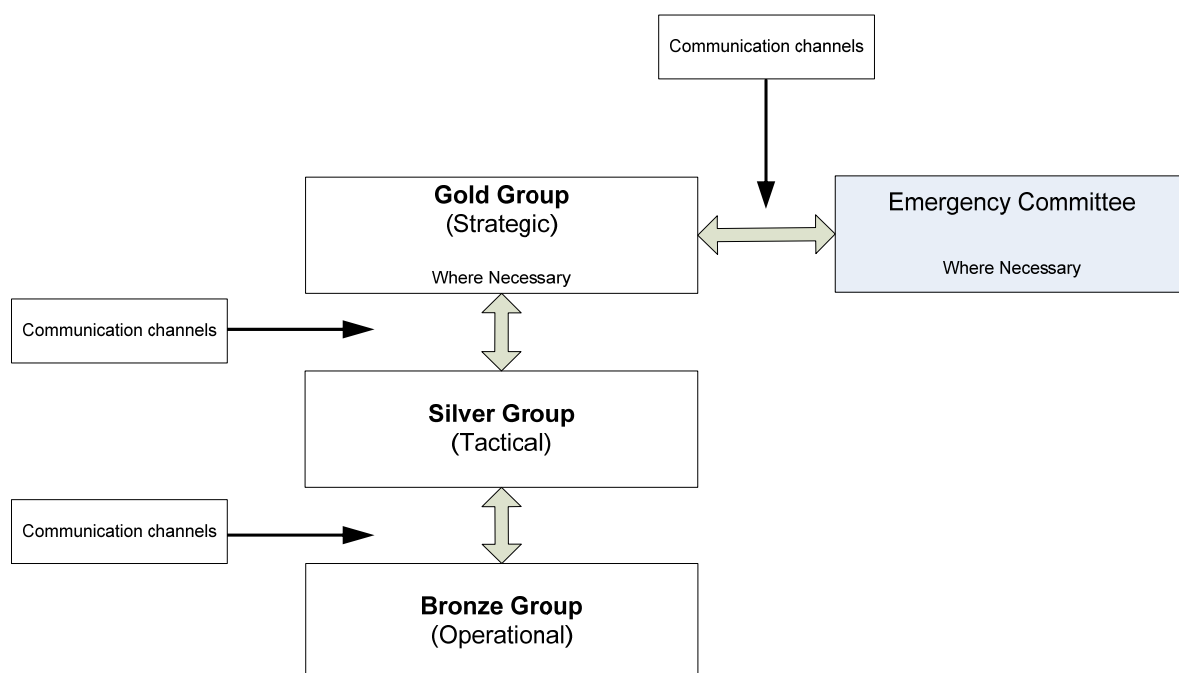 Communication channels
Gold Group
(Strategic)
Where Necessary
Emergency Committee
Where Necessary
Communication channels
Silver Group
(Tactical)
Communication channels
Bronze Group
(Operational)